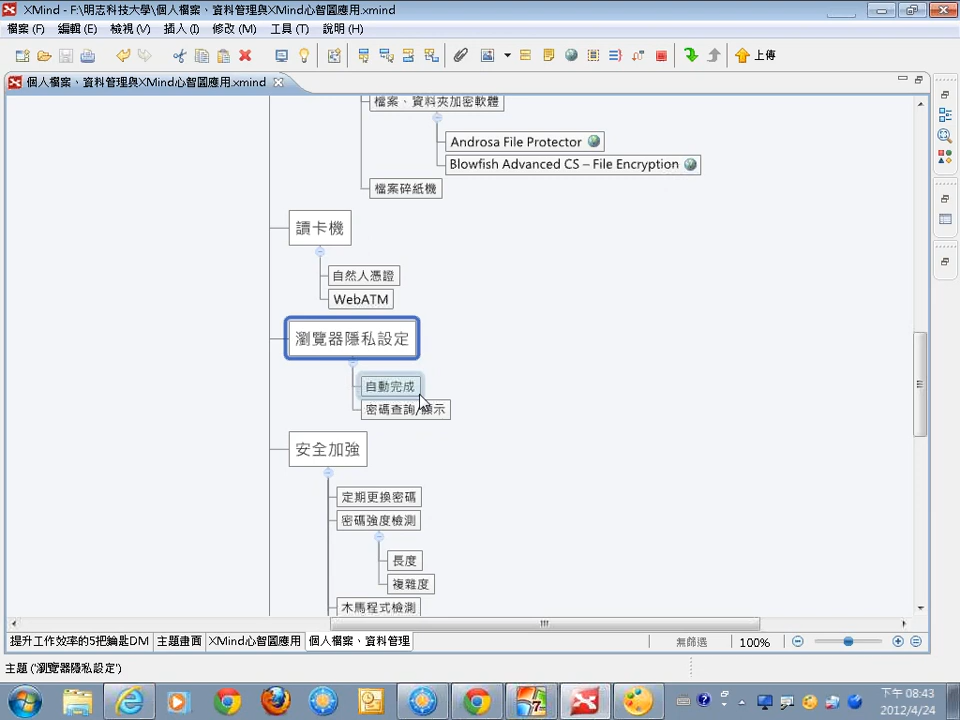 XMind - F:\明志科技大學\個人檔案、資料管理與XMind心智圖應用.xmind
檔案 (F) 編輯 (E) 檢視 (V) 插入 (I) 修改 (M) 工具 (T) 說明 (H)
上傳
個人檔案、資料管理與XMind心智圖應用.xmind
檔案、資料夾加密軟體
Androsa File Protector
Blowfish Advanced CS – File Encryption
檔案碎紙機
讀卡機
自然人憑證
WebATM
瀏覽器隱私設定
自動完成
密碼查詢/顯示
安全加強
定期更換密碼
密碼強度檢測
長度
複雜度
木馬程式檢測
提升工作效率的5把鑰匙DM 主題畫面 XMind心智圖應用 個人檔案、資料管理 無篩選 100%
主題 ('瀏覽器隱私設定')
下午 08:43
2012/4/24